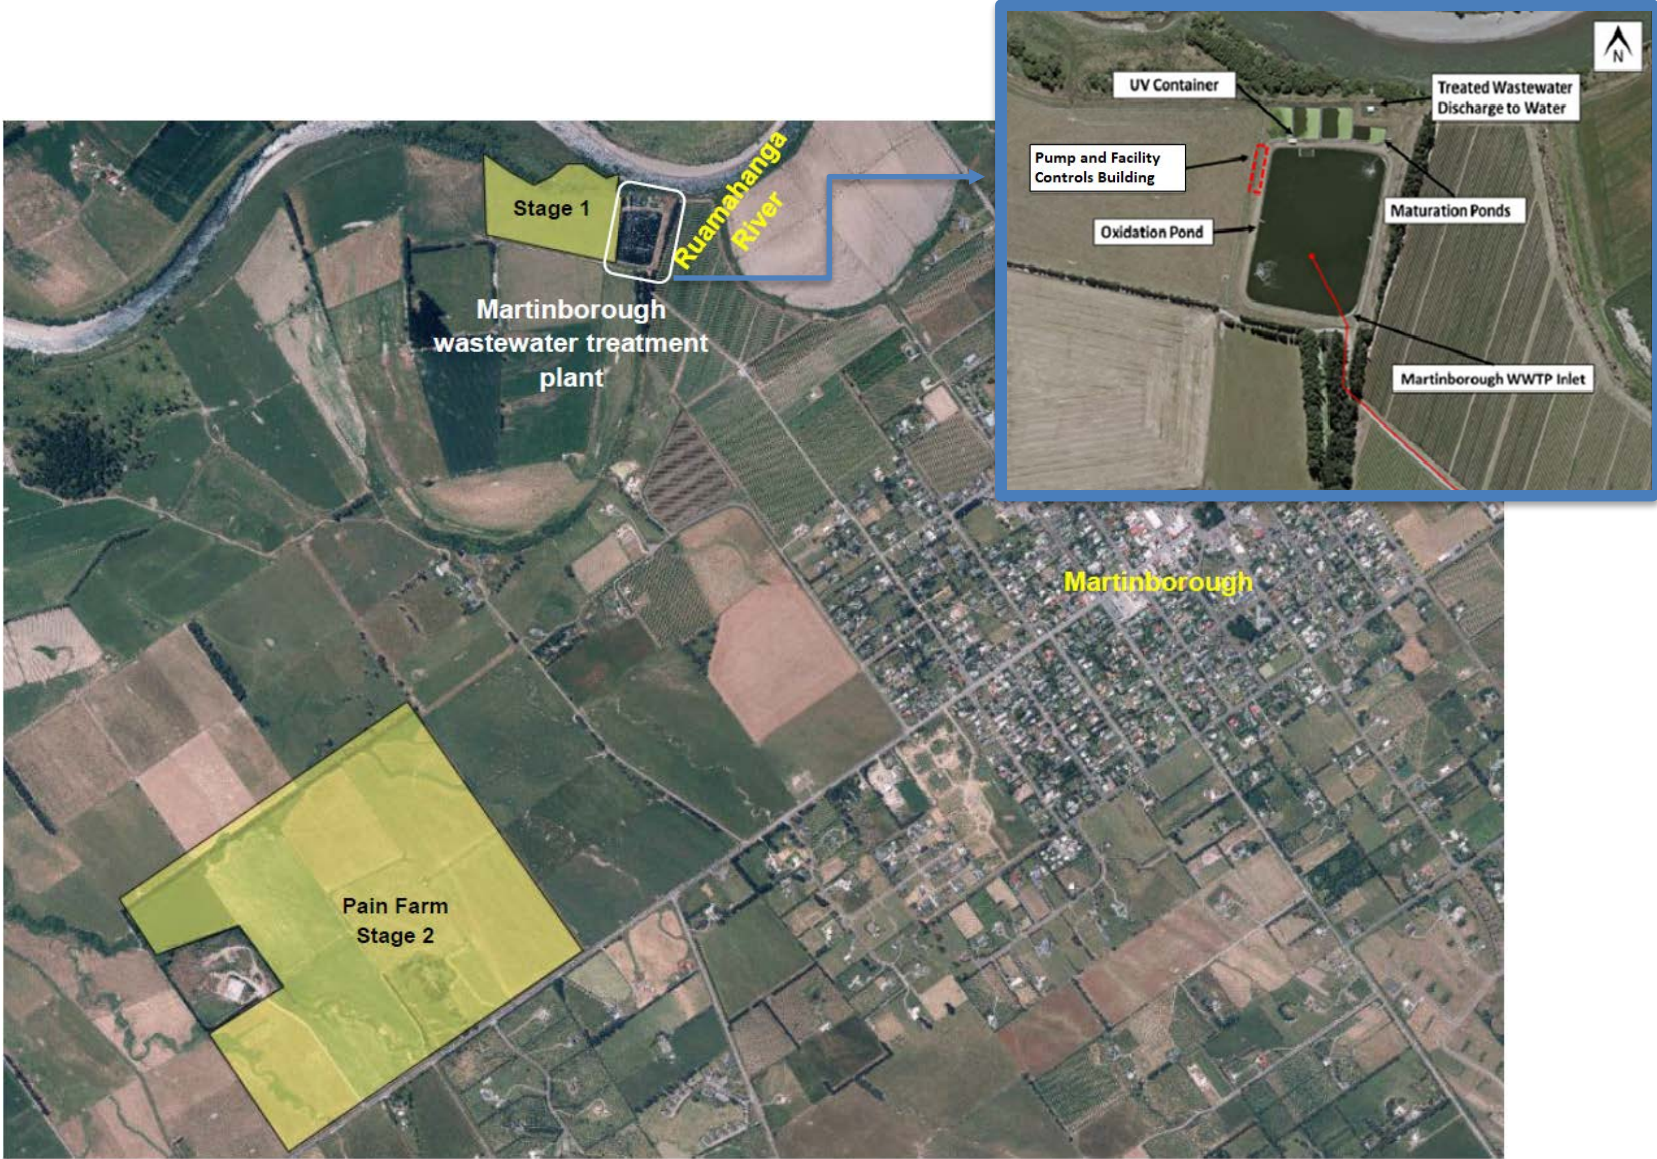 Stage 1
Ruamahanga
River
Martinborough
wastewater treatment
plant
Martinborough
Pain Farm
Stage 2
N
UV Container
Treated Wastewater
Discharge to Water
Pump and Facility
Controls Building
Maturation Ponds
Oxidation Pond
Martinborough WWTP Inlet